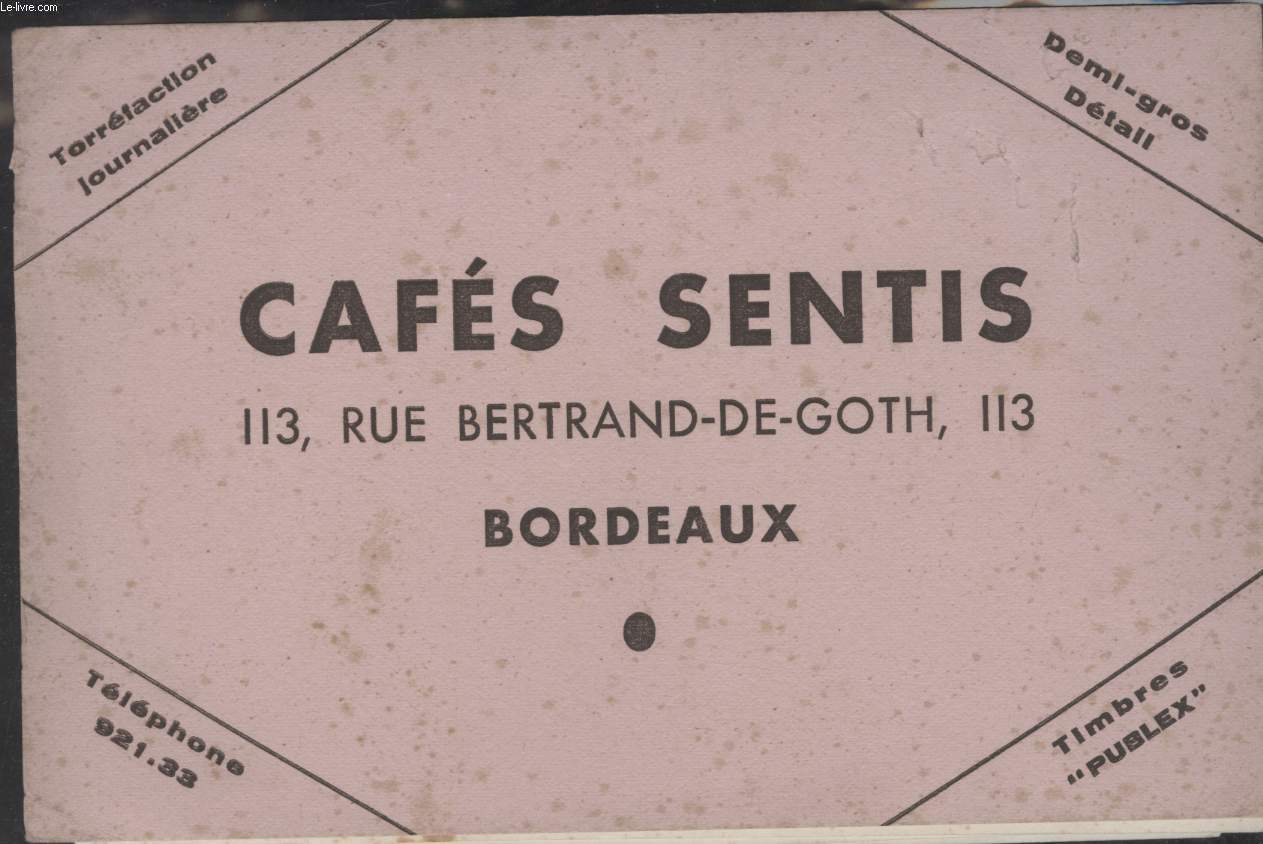 Le-livre.com
Torréfaction
Journalière
Demi-gros
Détail
CAFÉS SENTIS
113, RUE BERTRAND-DE-GOTH, 113
BORDEAUX
Téléphone
921.33
Timbres
"PUBLEX"